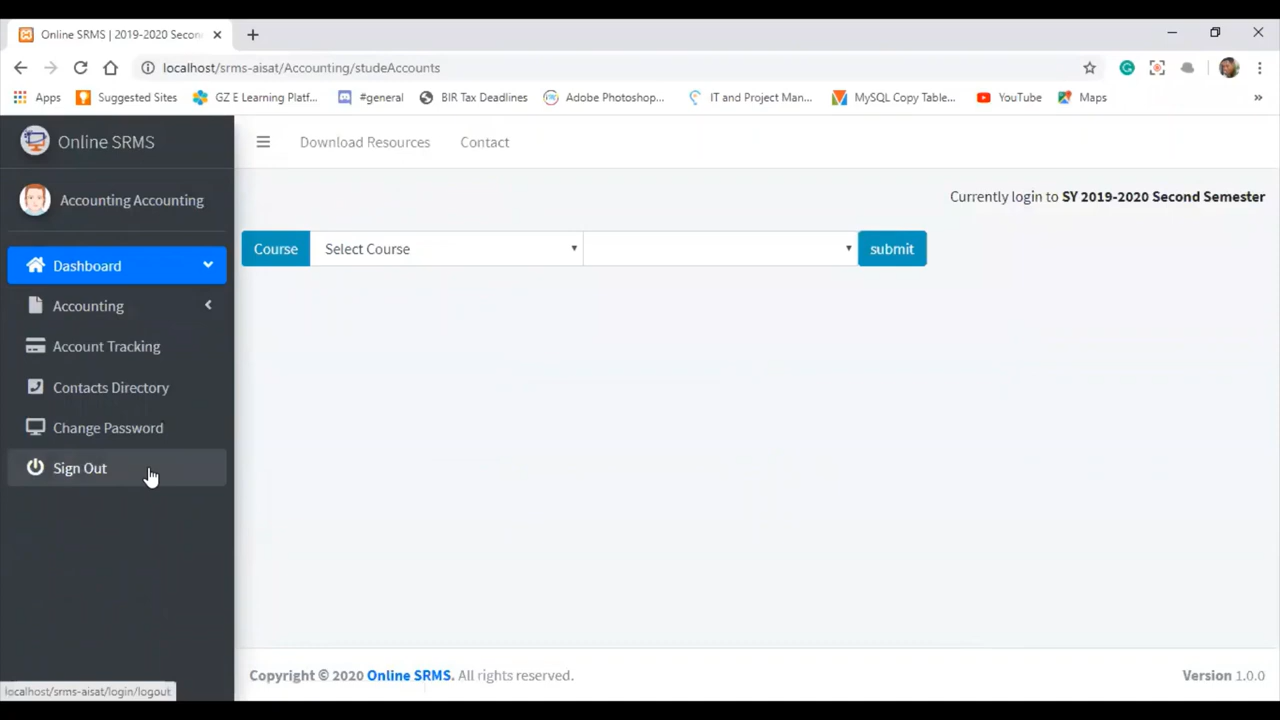 Online SRMS | 2019-2020 Secon
localhost/srms-aisat/Accounting/studeAccounts
Apps Suggested Sites GZ E Learning Platf... #general BIR Tax Deadlines Adobe Photoshop... IT and Project Man... MySQL Copy Table... YouTube Maps »
Online SRMS
Download Resources Contact
Accounting Accounting
Currently login to SY 2019-2020 Second Semester
Course Select Course submit
Dashboard
Accounting
Account Tracking
Contacts Directory
Change Password
Sign Out
Copyright © 2020 Online SRMS. All rights reserved. Version 1.0.0
localhost/srms-aisat/login/logout